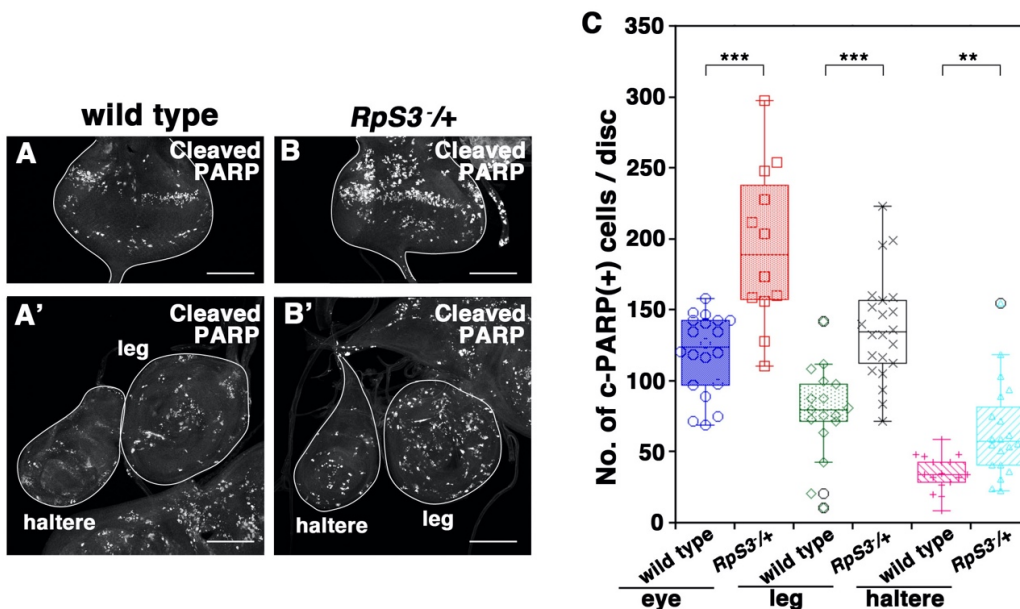 wild type
RpS3-/+
A
Cleaved
PARP
B
Cleaved
PARP
A'
Cleaved
PARP
leg
haltere
B'
Cleaved
PARP
haltere
leg
C
No. of c-PARP(+) cells / disc
350
300
250
200
150
100
50
0
***
***
**
wild type
RpS3-/+
wild type
RpS3-/+
wild type
RpS3-/+
eye
leg
haltere